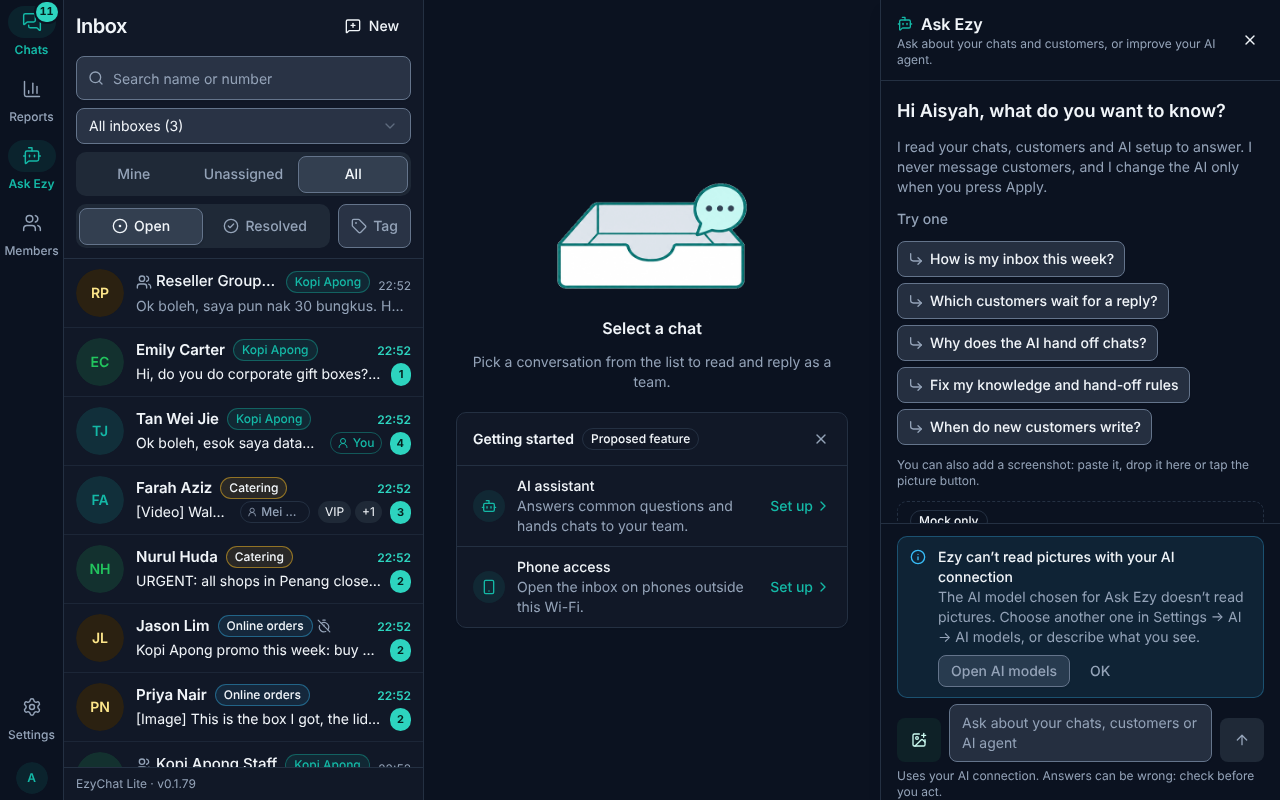 11
Chats
Reports
Ask Ezy
Members
Settings
A
Inbox
New
Search name or number
All inboxes (3)
Mine Unassigned All
Open Resolved Tag
RP
Reseller Group... Kopi Apong 22:52
Ok boleh, saya pun nak 30 bungkus. H...
EC
Emily Carter Kopi Apong 22:52
Hi, do you do corporate gift boxes?... 1
TJ
Tan Wei Jie Kopi Apong 22:52
Ok boleh, esok saya data... You 4
FA
Farah Aziz Catering 22:52
[Video] Wal... Mei ... VIP +1 3
NH
Nurul Huda Catering 22:52
URGENT: all shops in Penang close... 2
JL
Jason Lim Online orders 22:52
Kopi Apong promo this week: buy ... 2
PN
Priya Nair Online orders 22:52
[Image] This is the box I got, the lid... 2
Kopi Apong Staff Kopi Apong 22:52
EzyChat Lite · v0.1.79
Select a chat
Pick a conversation from the list to read and reply as a
team.
Getting started Proposed feature
AI assistant
Answers common questions and
hands chats to your team.
Set up
Phone access
Open the inbox on phones outside
this Wi-Fi.
Set up
Ask Ezy
Ask about your chats and customers, or improve your AI
agent.
Hi Aisyah, what do you want to know?
I read your chats, customers and AI setup to answer. I
never message customers, and I change the AI only
when you press Apply.
Try one
How is my inbox this week?
Which customers wait for a reply?
Why does the AI hand off chats?
Fix my knowledge and hand-off rules
When do new customers write?
You can also add a screenshot: paste it, drop it here or tap the
picture button.
Mock only
Ezy can’t read pictures with your AI
connection
The AI model chosen for Ask Ezy doesn’t read
pictures. Choose another one in Settings → AI
→ AI models, or describe what you see.
Open AI models OK
Ask about your chats, customers or
AI agent
Uses your AI connection. Answers can be wrong: check before
you act.